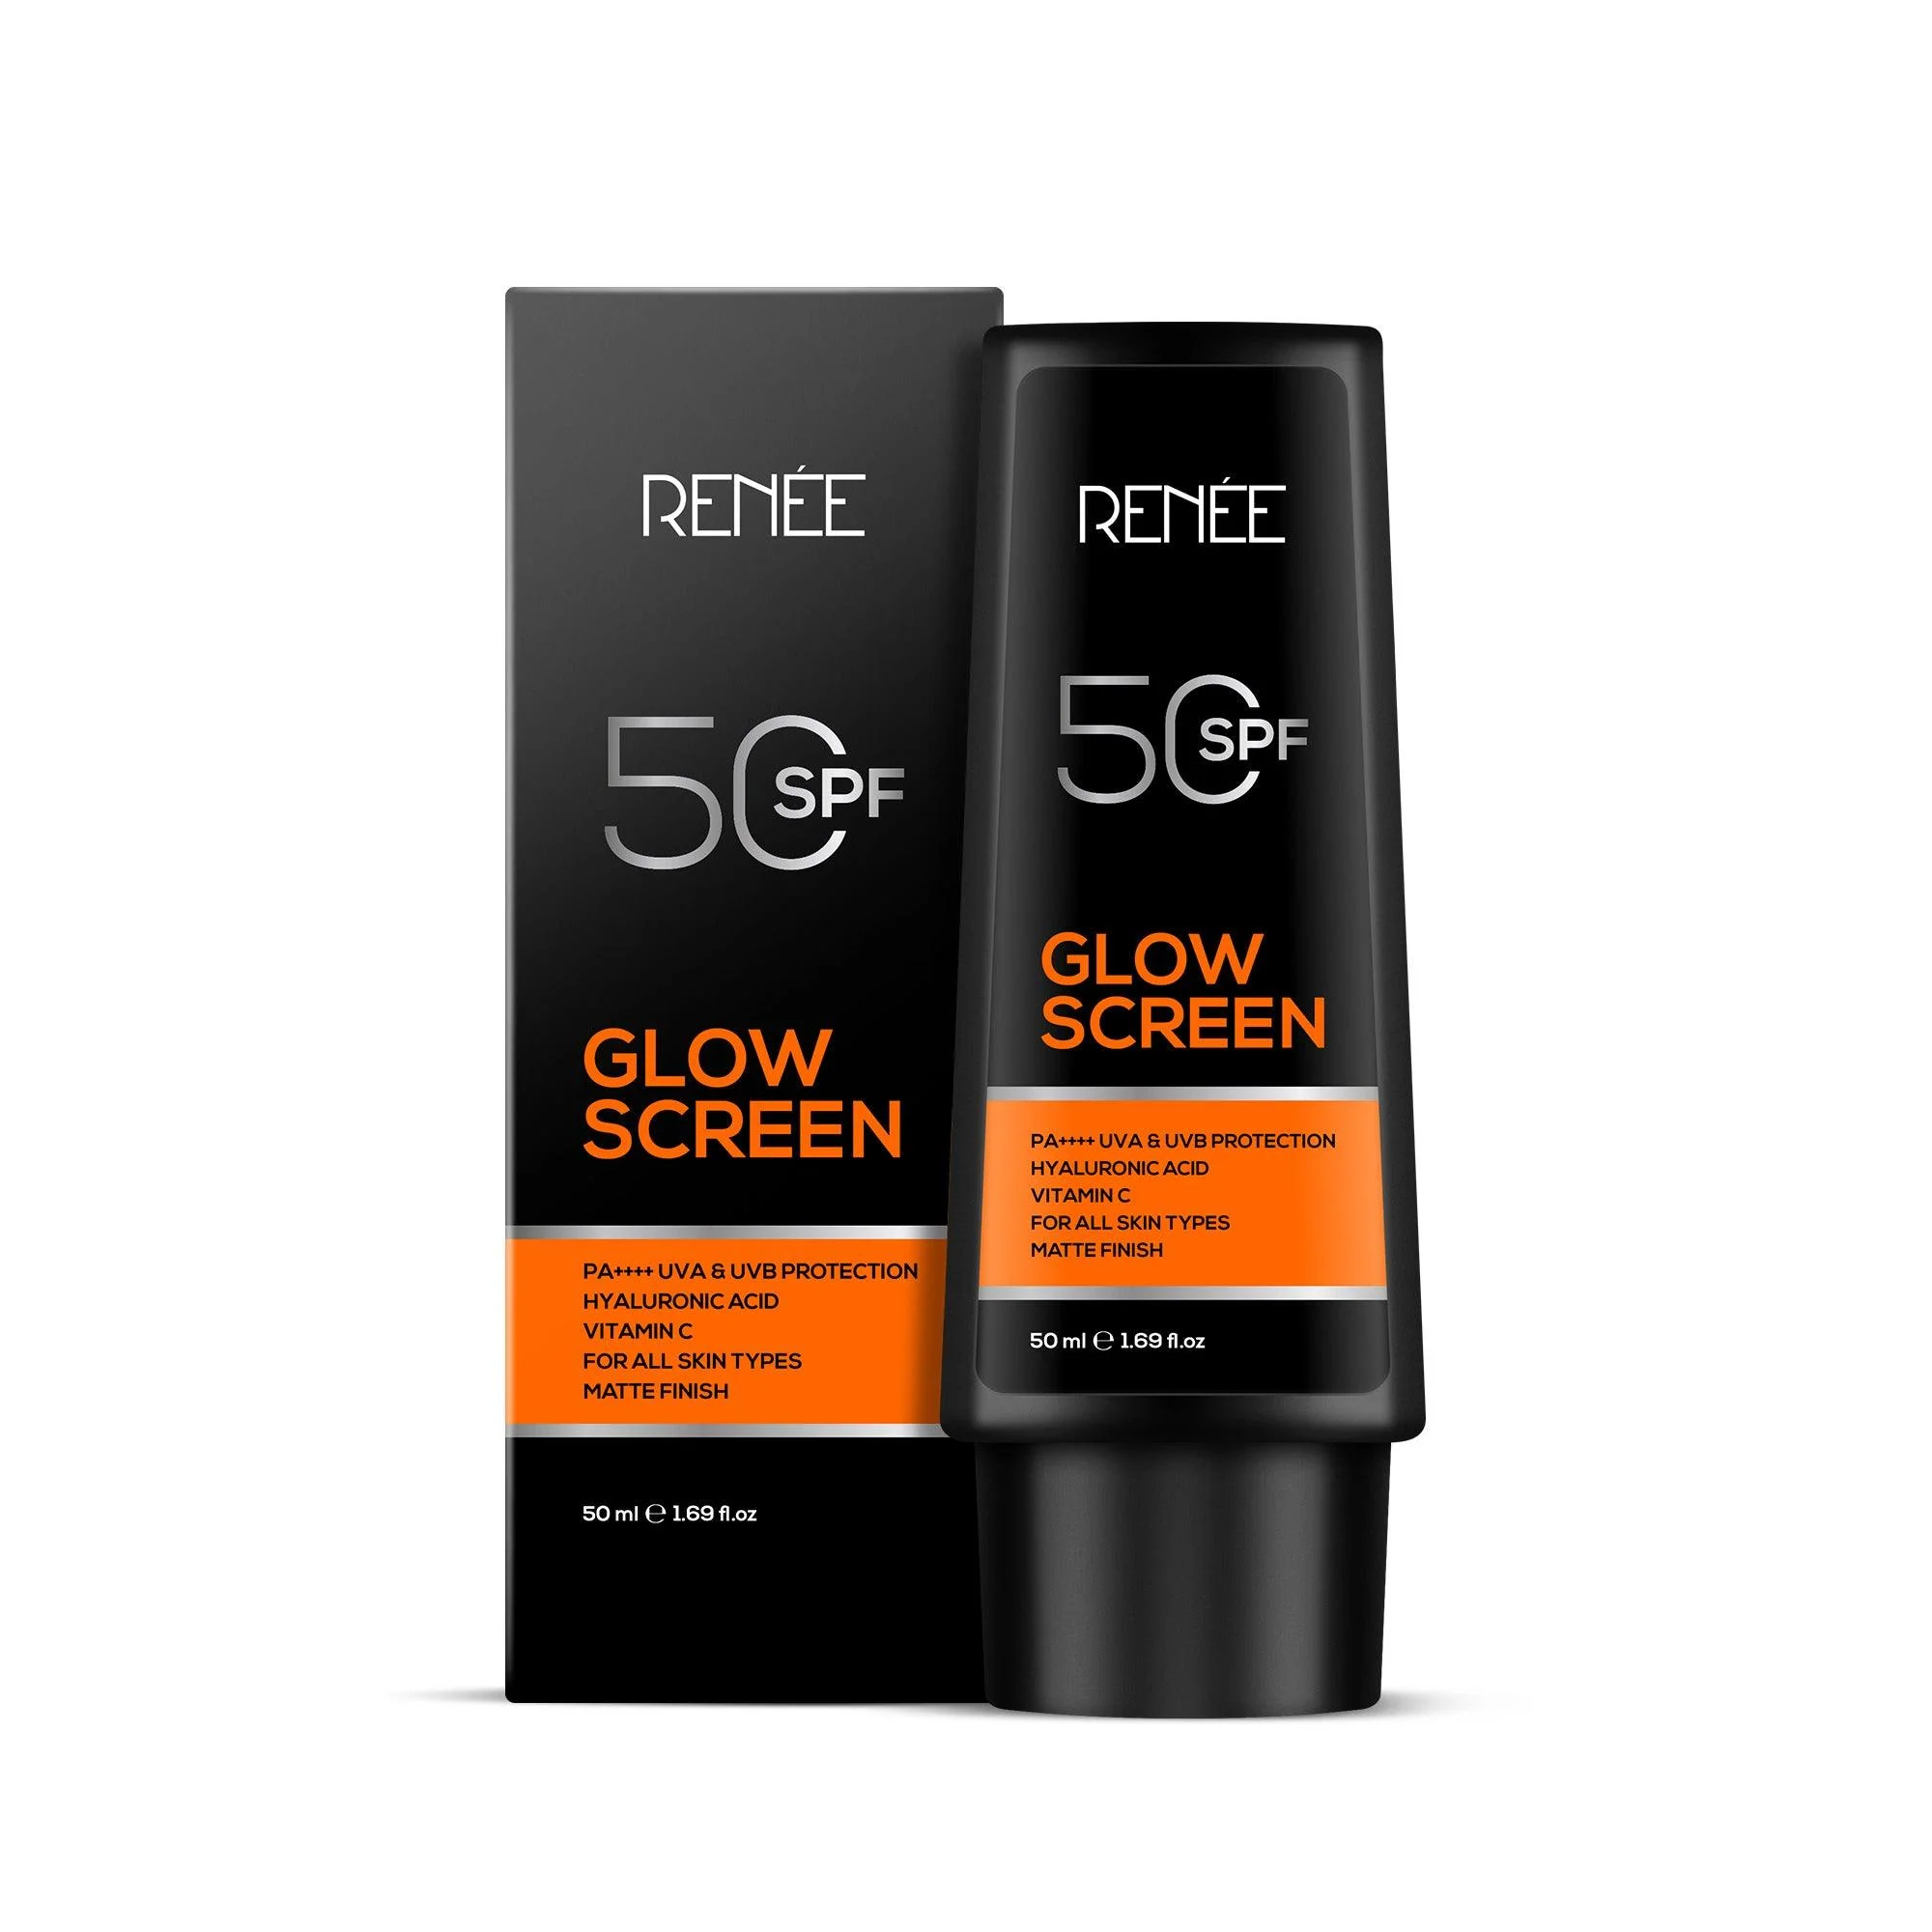 RENÉE
50 SPF
GLOW
SCREEN
PA++++ UVA & UVB PROTECTION
HYALURONIC ACID
VITAMIN C
FOR ALL SKIN TYPES
MATTE FINISH
50 ml ℮ 1.69 fl.oz
RENÉE
50 SPF
GLOW
SCREEN
PA++++ UVA & UVB PROTECTION
HYALURONIC ACID
VITAMIN C
FOR ALL SKIN TYPES
MATTE FINISH
50 ml ℮ 1.69 fl.oz